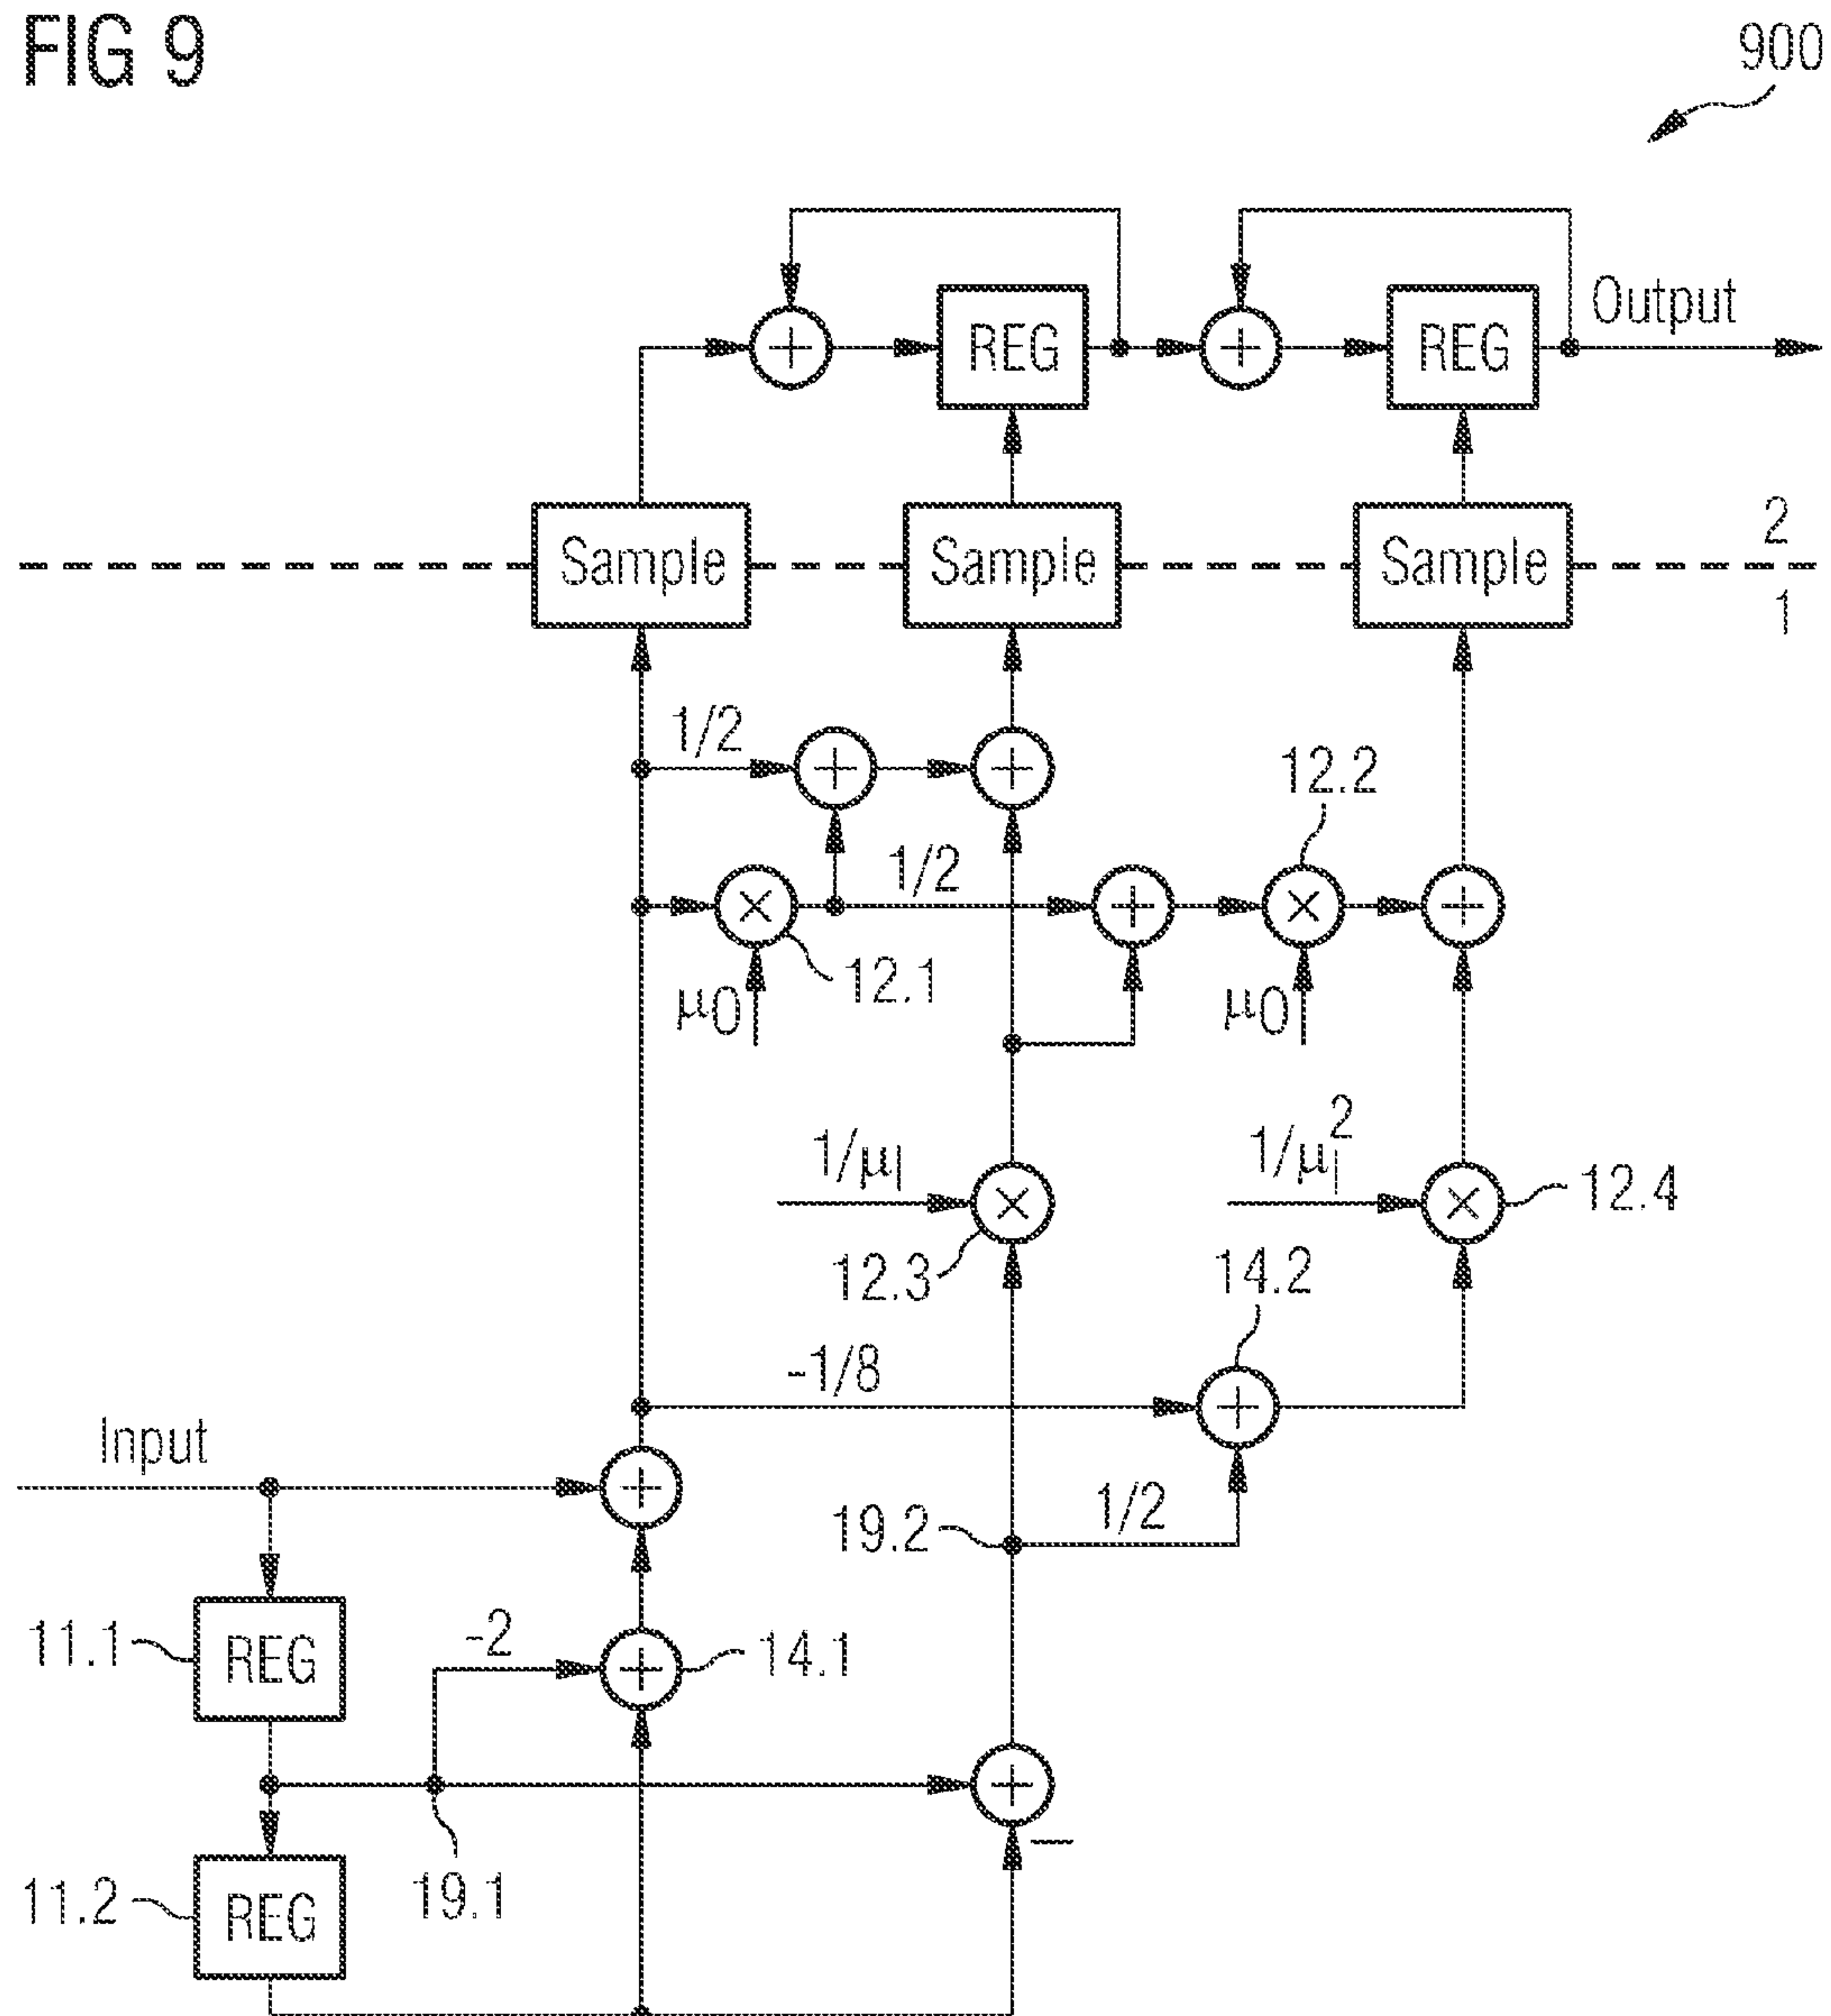 FIG 9
900
+
REG
+
REG
Output
Sample
Sample
Sample
2
1
1/2
+
+
12.2
×
1/2
+
×
+
12.1
μ0
μ0
1/μI
1/μI²
×
×
12.4
12.3
14.2
-1/8
+
Input
+
19.2
1/2
11.1
REG
-2
+
14.1
+
–
11.2
REG
19.1